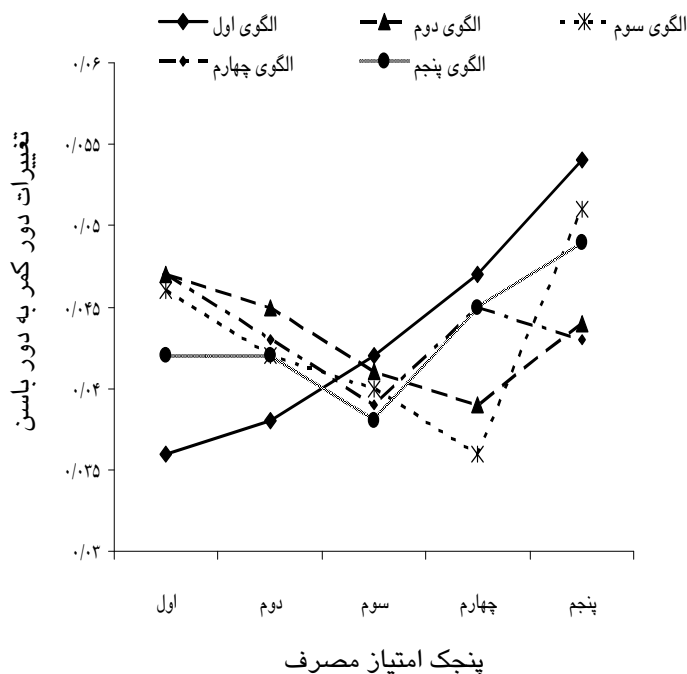 الگوی اول الگوی دوم الگوی سوم
الگوی چهارم الگوی پنجم
۰/۰۶
۰/۰۵۵
۰/۰۵
۰/۰۴۵
۰/۰۴
۰/۰۳۵
۰/۰۳
تغییرات دور کمر به دور باسن
اول دوم سوم چهارم پنجم
پنجک امتیاز مصرف